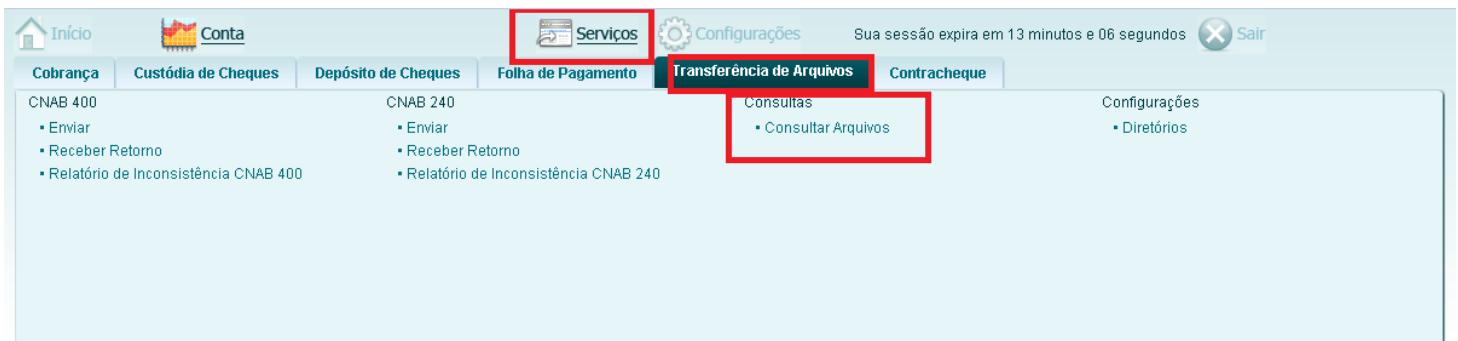 Início Conta Serviços Configurações Sua sessão expira em 13 minutos e 06 segundos Sair
Cobrança Custódia de Cheques Depósito de Cheques Folha de Pagamento Transferência de Arquivos Contracheque
CNAB 400 CNAB 240 Consultas Configurações
▪ Enviar ▪ Enviar ▪ Consultar Arquivos ▪ Diretórios
▪ Receber Retorno ▪ Receber Retorno
▪ Relatório de Inconsistência CNAB 400 ▪ Relatório de Inconsistência CNAB 240